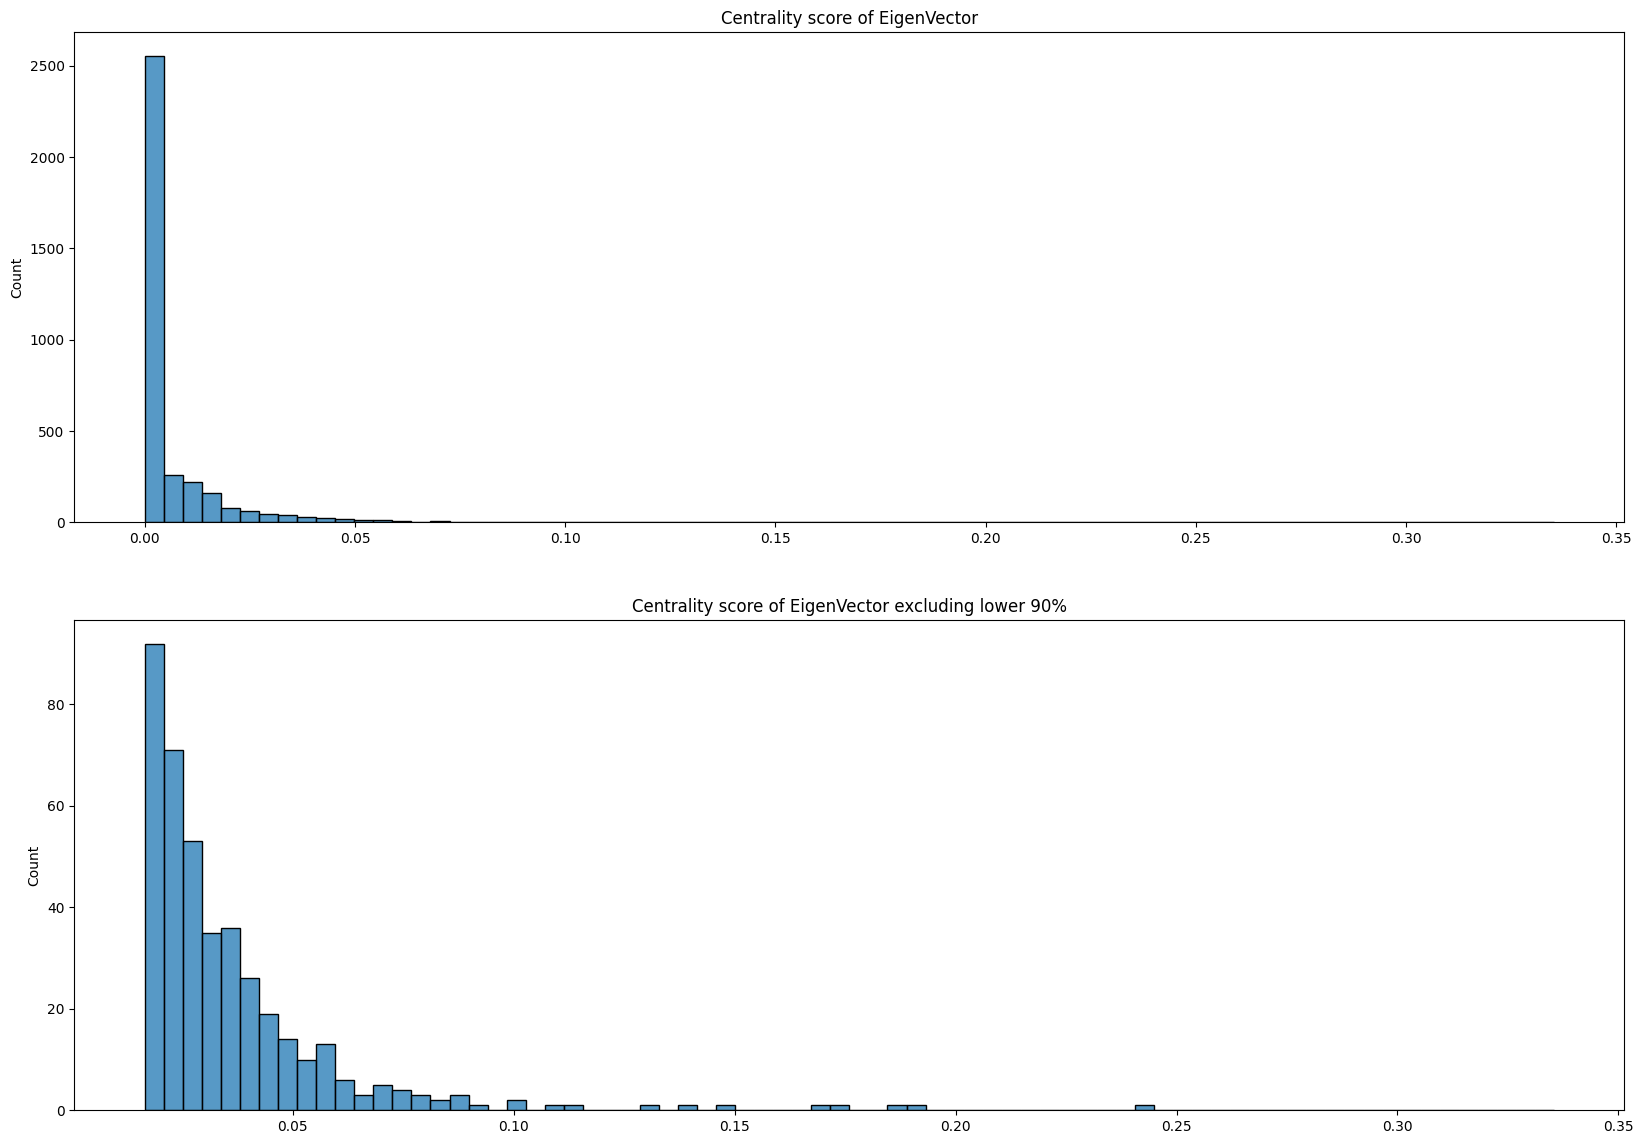 Centrality score of EigenVector
2500
2000
1500
1000
500
0
Count
0.00 0.05 0.10 0.15 0.20 0.25 0.30 0.35
Centrality score of EigenVector excluding lower 90%
80
60
40
20
0
Count
0.05 0.10 0.15 0.20 0.25 0.30 0.35